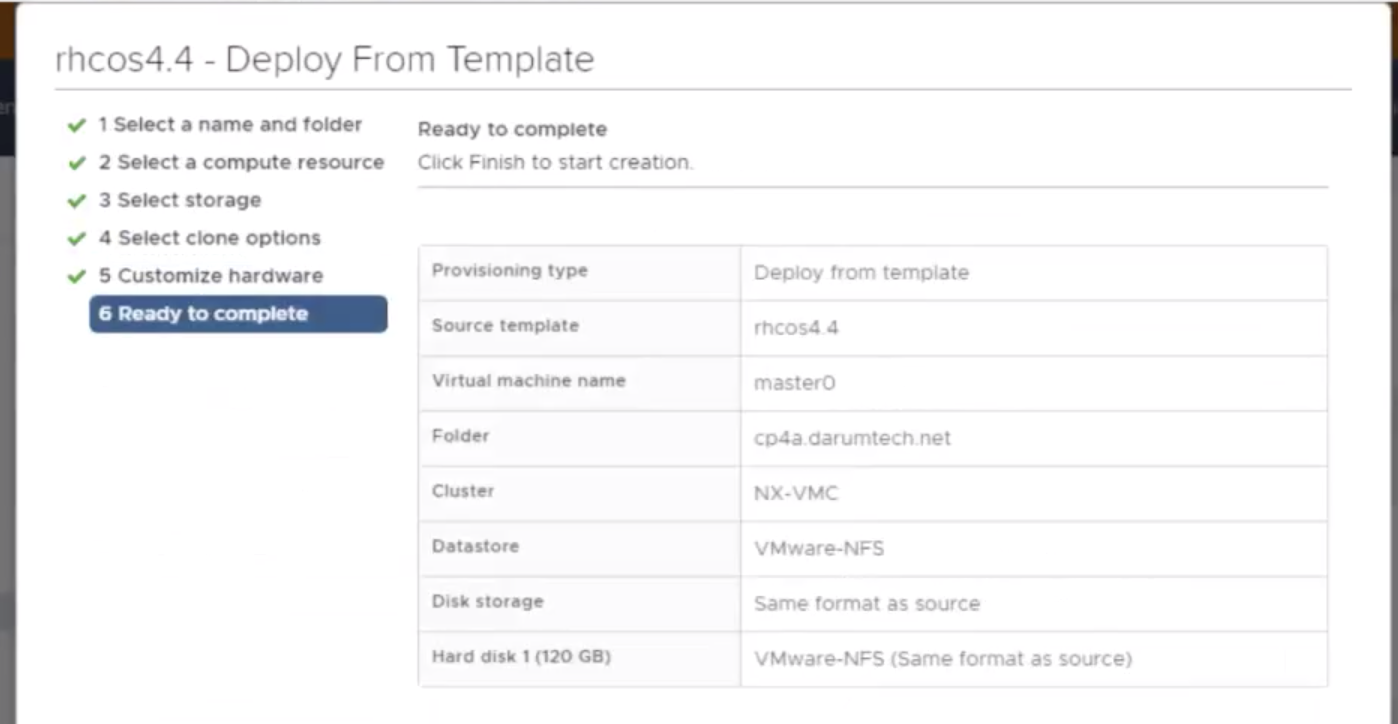 rhcos4.4 - Deploy From Template
1 Select a name and folder
2 Select a compute resource
3 Select storage
4 Select clone options
5 Customize hardware
6 Ready to complete
Ready to complete
Click Finish to start creation.
Provisioning type Deploy from template
Source template rhcos4.4
Virtual machine name master0
Folder cp4a.darumtech.net
Cluster NX-VMC
Datastore VMware-NFS
Disk storage Same format as source
Hard disk 1 (120 GB) VMware-NFS (Same format as source)